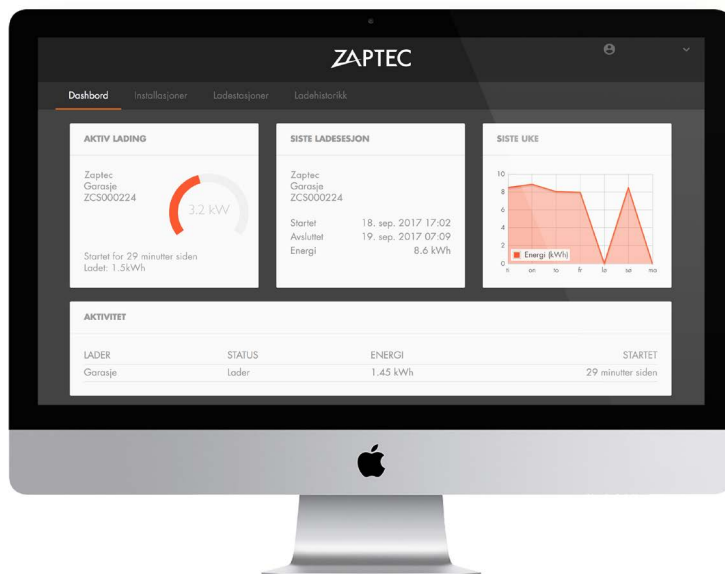 ZAPTEC
Dashbord Installasjoner Ladestasjoner Ladehistorikk
AKTIV LADING
Zaptec
Garasje
ZCS000224
3.2 kW
Startet for 29 minutter siden
Ladet: 1.5kWh
SISTE LADESESJON
Zaptec
Garasje
ZCS000224
Startet 18. sep. 2017 17:02
Avsluttet 19. sep. 2017 07:09
Energi 8.6 kWh
SISTE UKE
10
8
6
4
2
0
Energi (kWh)
ti on to fr lø sø ma
AKTIVITET
LADER STATUS ENERGI STARTET
Garasje Lader 1.45 kWh 29 minutter siden